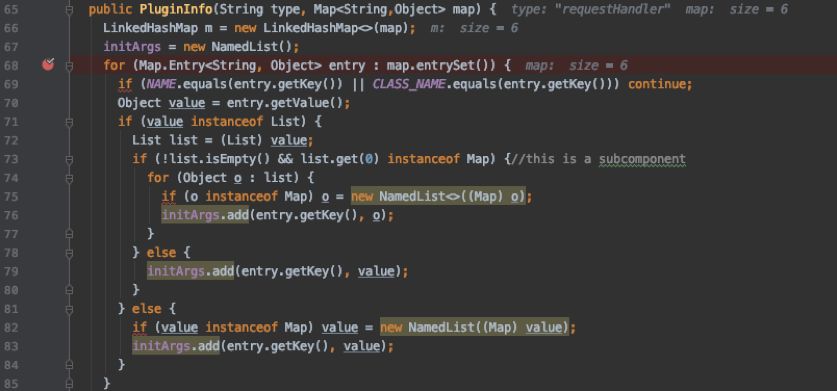 65 public PluginInfo(String type, Map<String,Object> map) { type: "requestHandler" map: size = 6
66 LinkedHashMap m = new LinkedHashMap<>(map); m: size = 6
67 initArgs = new NamedList();
68 for (Map.Entry<String, Object> entry : map.entrySet()) { map: size = 6
69 if (NAME.equals(entry.getKey()) || CLASS_NAME.equals(entry.getKey())) continue;
70 Object value = entry.getValue();
71 if (value instanceof List) {
72 List list = (List) value;
73 if (!list.isEmpty() && list.get(0) instanceof Map) {//this is a subcomponent
74 for (Object o : list) {
75 if (o instanceof Map) o = new NamedList<>((Map) o);
76 initArgs.add(entry.getKey(), o);
77 }
78 } else {
79 initArgs.add(entry.getKey(), value);
80 }
81 } else {
82 if (value instanceof Map) value = new NamedList((Map) value);
83 initArgs.add(entry.getKey(), value);
84 }
85 }